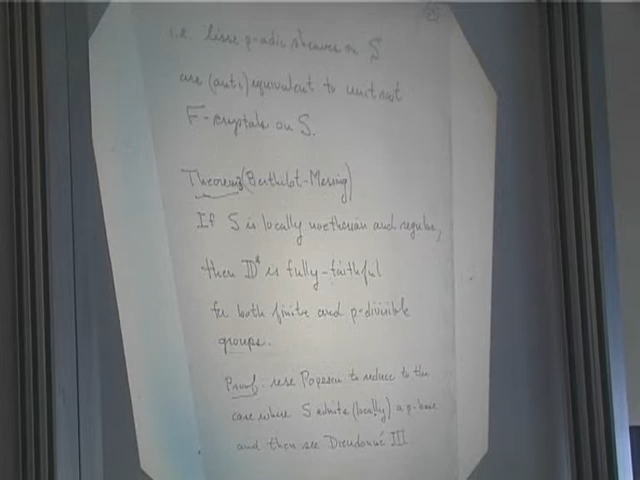 i.e. lisse p-adic sheaves on S
are (anti)equivalent to unit root
F-crystals on S.
Theorem (Berthelot-Messing)
If S is locally noetherian and regular,
then 𝔻* is fully-faithful
for both finite and p-divisible
groups.
Proof: use Popescu to reduce to the
case where S admits (locally) a p-base
and then see Dieudonné III